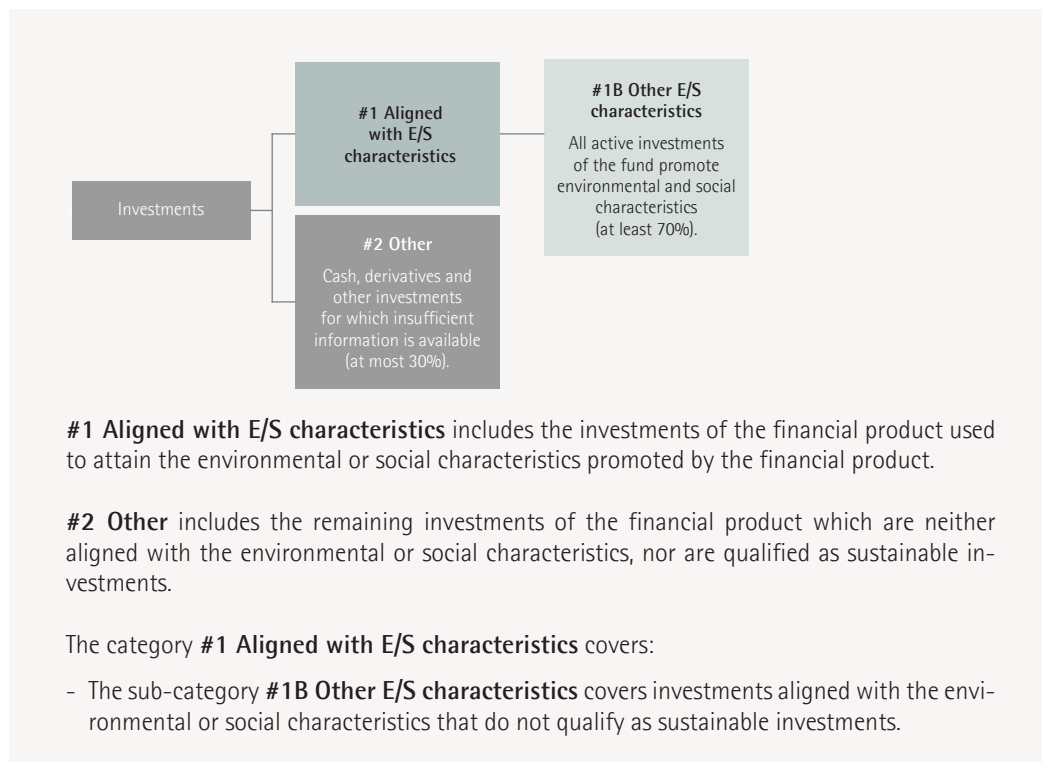 #1 Aligned
with E/S
characteristics
#1B Other E/S
characteristics
All active investments
of the fund promote
environmental and social
characteristics
(at least 70%).
Investments
#2 Other
Cash, derivatives and
other investments
for which insufficient
information is available
(at most 30%).
#1 Aligned with E/S characteristics includes the investments of the financial product used
to attain the environmental or social characteristics promoted by the financial product.
#2 Other includes the remaining investments of the financial product which are neither
aligned with the environmental or social characteristics, nor are qualified as sustainable in-
vestments.
The category #1 Aligned with E/S characteristics covers:
- The sub-category #1B Other E/S characteristics covers investments aligned with the envi-
ronmental or social characteristics that do not qualify as sustainable investments.